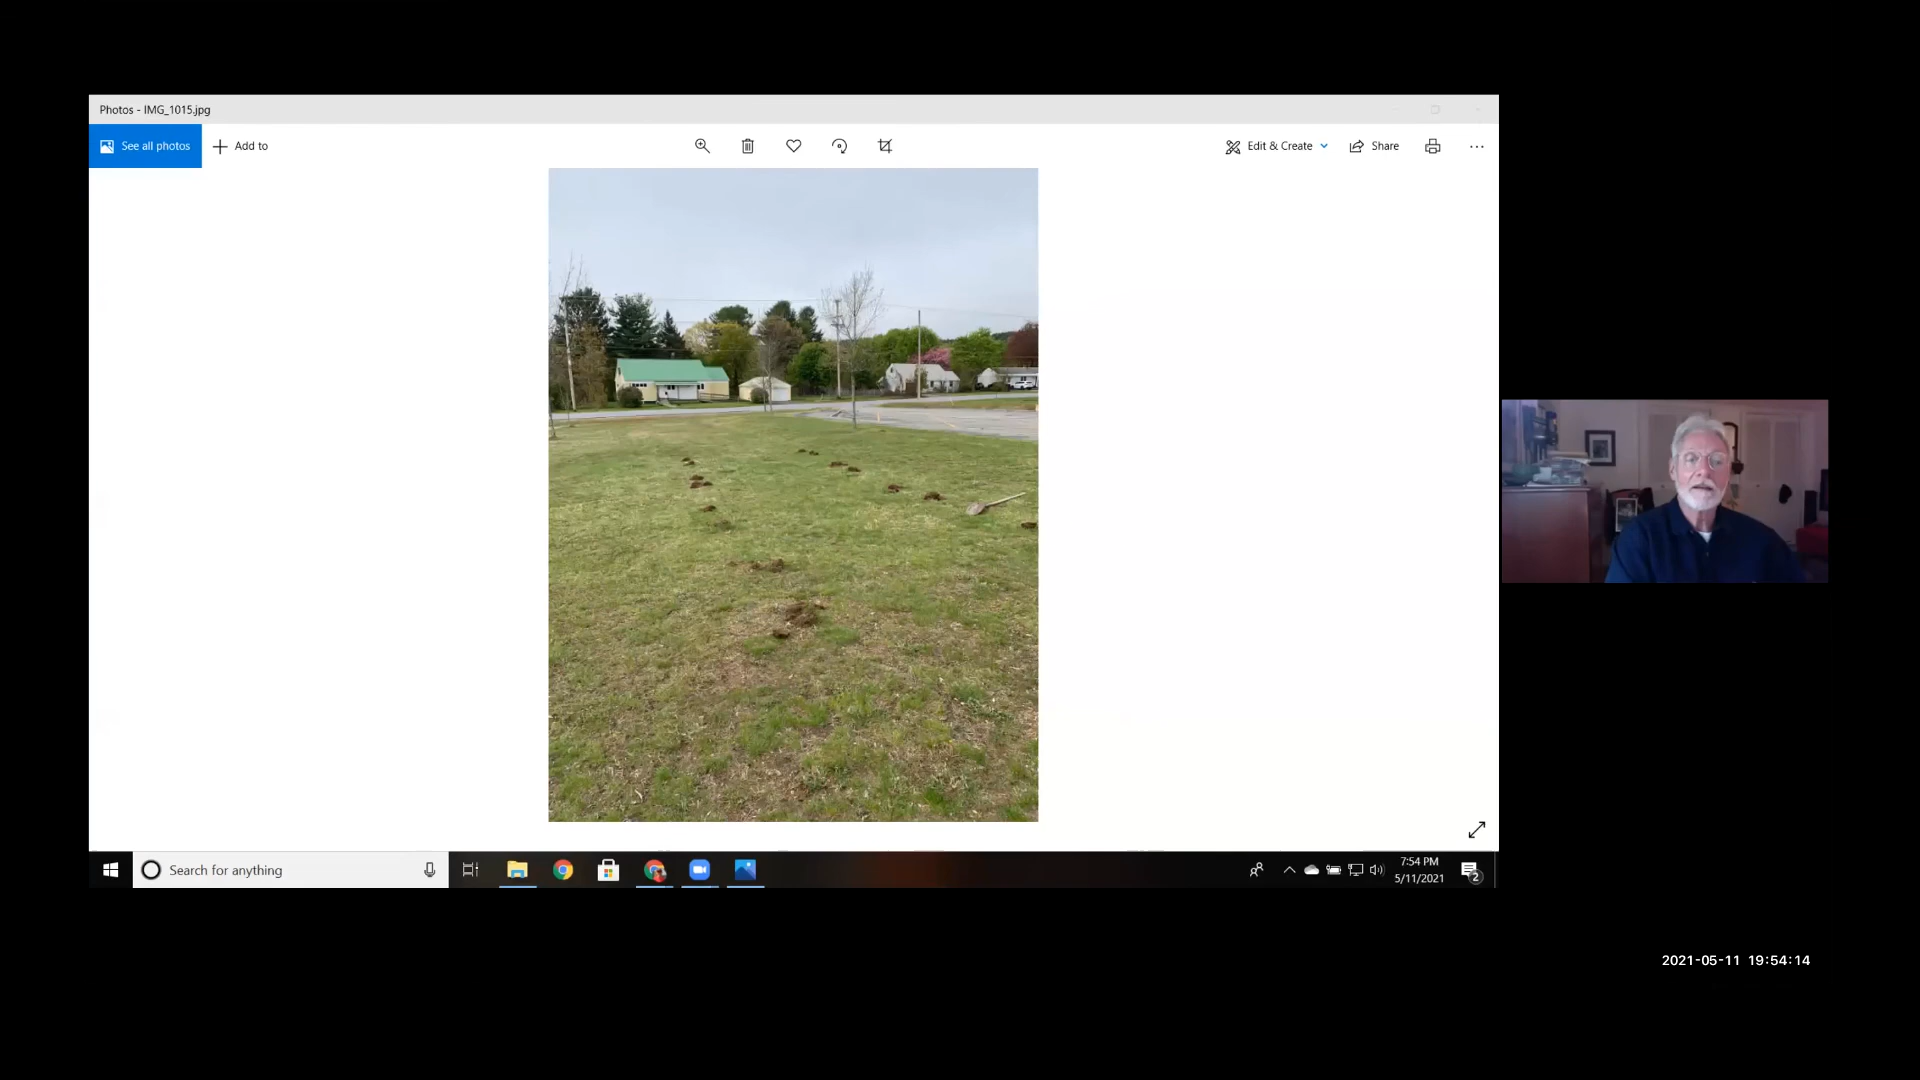 Photos - IMG_1015.jpg
See all photos
Add to
Edit & Create
Share
Search for anything
7:54 PM
5/11/2021
2
2021-05-11 19:54:14